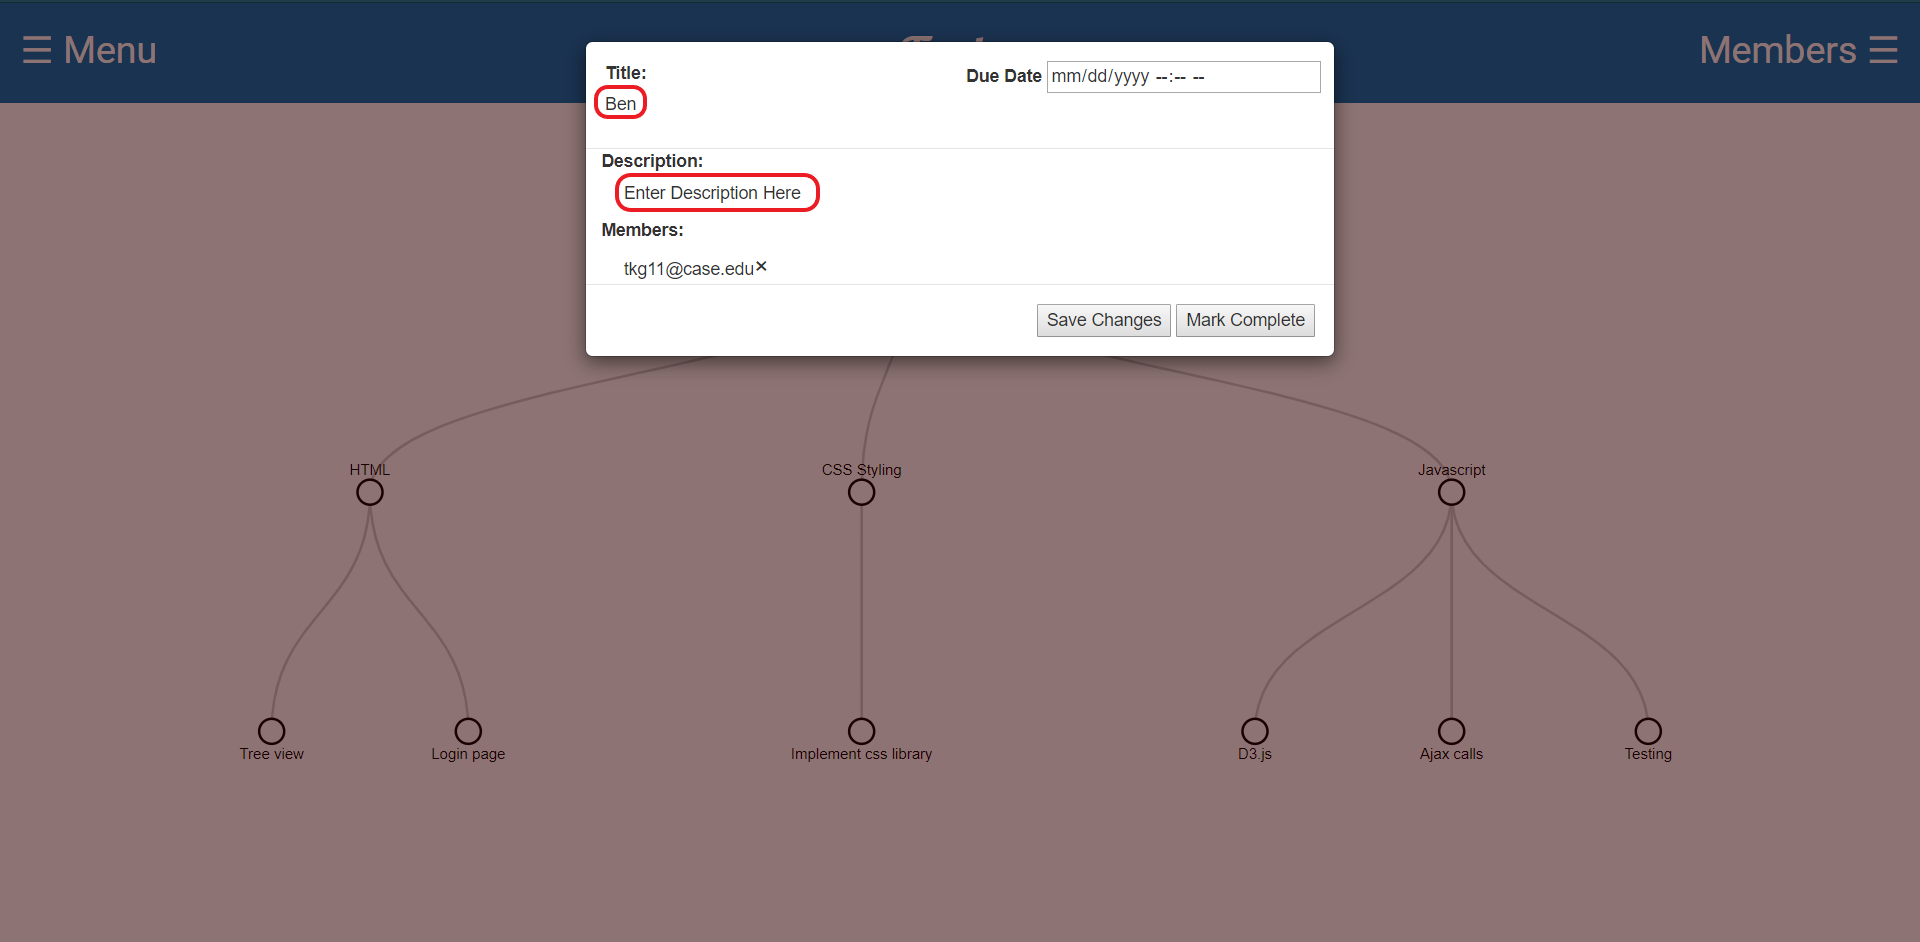 ☰ Menu
Members ☰
Title:
Due Date mm/dd/yyyy --:-- --
Ben
Description:
Enter Description Here
Members:
tkg11@case.edu✕
Save Changes Mark Complete
HTML
CSS Styling
Javascript
Tree view
Login page
Implement css library
D3.js
Ajax calls
Testing